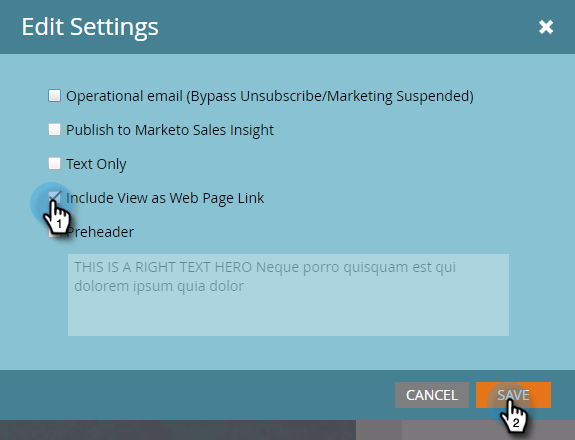 Edit Settings
Operational email (Bypass Unsubscribe/Marketing Suspended)
Publish to Marketo Sales Insight
Text Only
Include View as Web Page Link
1
Preheader
THIS IS A RIGHT TEXT HERO Neque porro quisquam est qui
dolorem ipsum quia dolor
CANCEL
SAVE
2